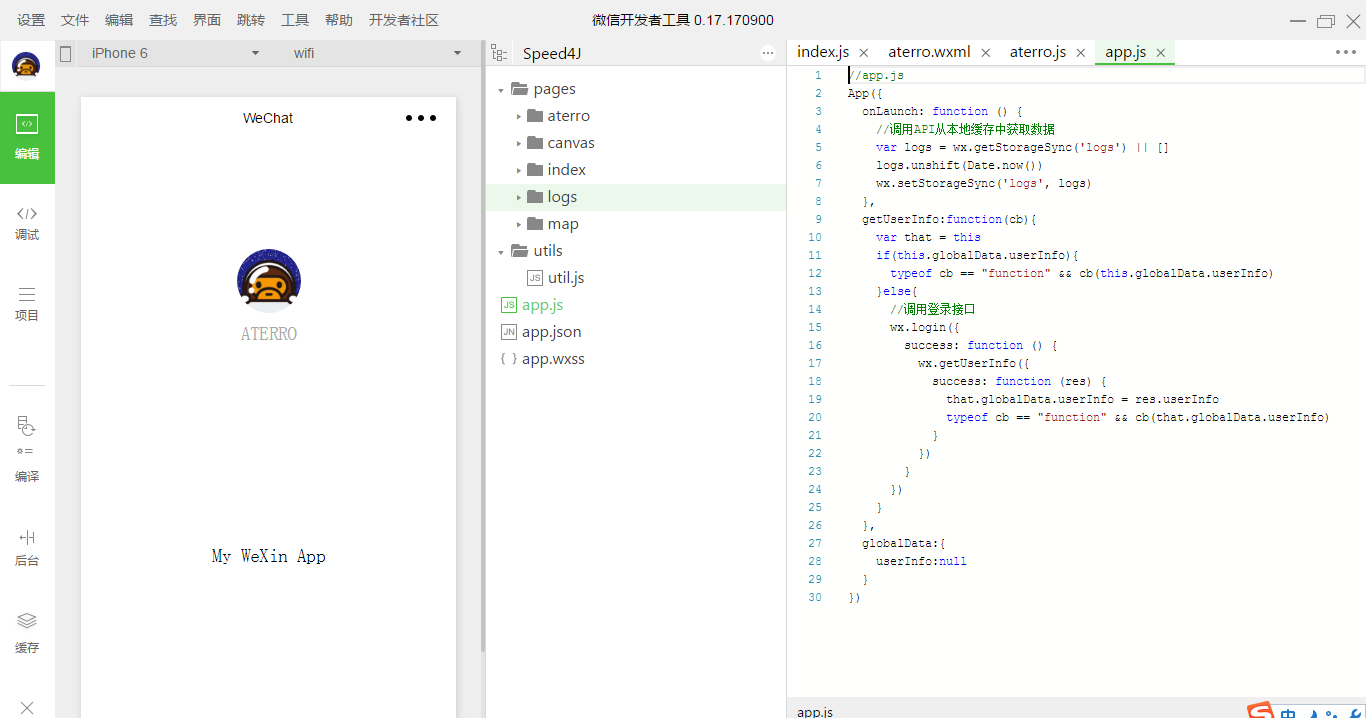 设置 文件 编辑 查找 界面 跳转 工具 帮助 开发者社区 微信开发者工具 0.17.170900
iPhone 6 wifi
编辑
调试
项目
编译
后台
缓存
WeChat
ATERRO
My WeXin App
Speed4J
pages
aterro
canvas
index
logs
map
utils
JS util.js
JS app.js
JN app.json
{ } app.wxss
index.js aterro.wxml aterro.js app.js
1 //app.js
2 App({
3 onLaunch: function () {
4 //调用API从本地缓存中获取数据
5 var logs = wx.getStorageSync('logs') || []
6 logs.unshift(Date.now())
7 wx.setStorageSync('logs', logs)
8 },
9 getUserInfo:function(cb){
10 var that = this
11 if(this.globalData.userInfo){
12 typeof cb == "function" && cb(this.globalData.userInfo)
13 }else{
14 //调用登录接口
15 wx.login({
16 success: function () {
17 wx.getUserInfo({
18 success: function (res) {
19 that.globalData.userInfo = res.userInfo
20 typeof cb == "function" && cb(that.globalData.userInfo)
21 }
22 })
23 }
24 })
25 }
26 },
27 globalData:{
28 userInfo:null
29 }
30 })
app.js
中